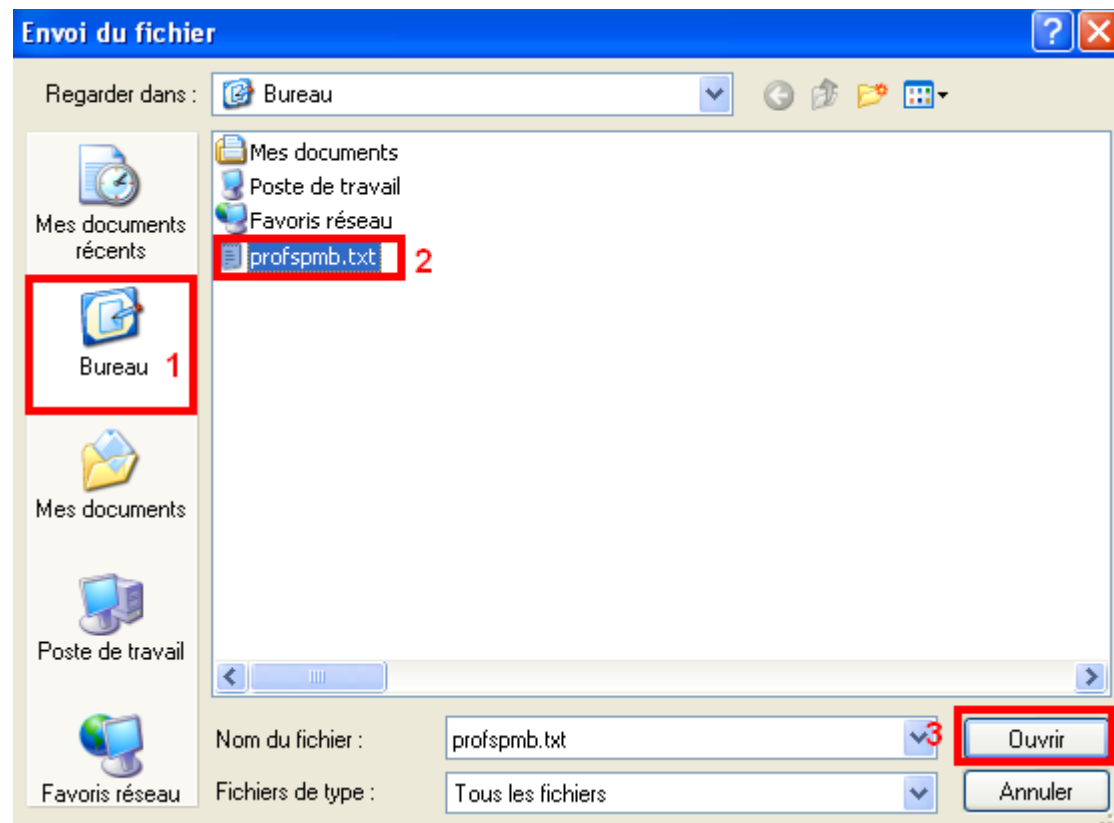 Envoi du fichier
Regarder dans :
Bureau
Mes documents
récents
Bureau 1
Mes documents
Poste de travail
Favoris réseau
Mes documents
Poste de travail
Favoris réseau
profspmb.txt 2
Nom du fichier :
profspmb.txt
3
Ouvrir
Fichiers de type :
Tous les fichiers
Annuler